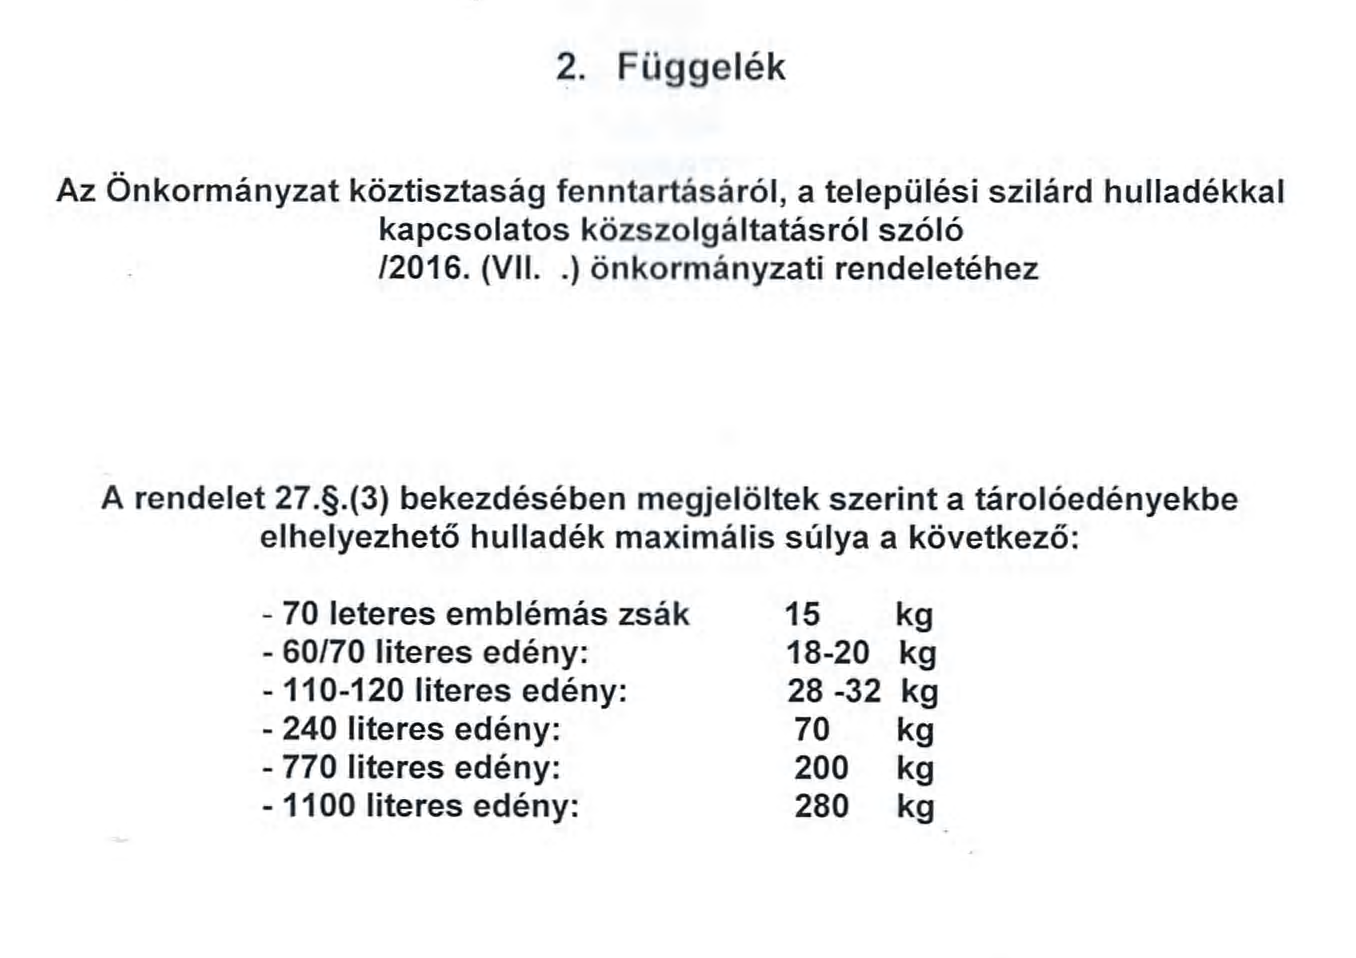 2. Függelék
Az Önkormányzat köztisztaság fenntartásáról, a települési szilárd hulladékkal
kapcsolatos közszolgáltatásról szóló
/2016. (VII. .) önkormányzati rendeletéhez
A rendelet 27.§.(3) bekezdésében megjelöltek szerint a tárolóedényekbe
elhelyezhető hulladék maximális súlya a következő:
- 70 leteres emblémás zsák 15 kg
- 60/70 literes edény: 18-20 kg
- 110-120 literes edény: 28 -32 kg
- 240 literes edény: 70 kg
- 770 literes edény: 200 kg
- 1100 literes edény: 280 kg